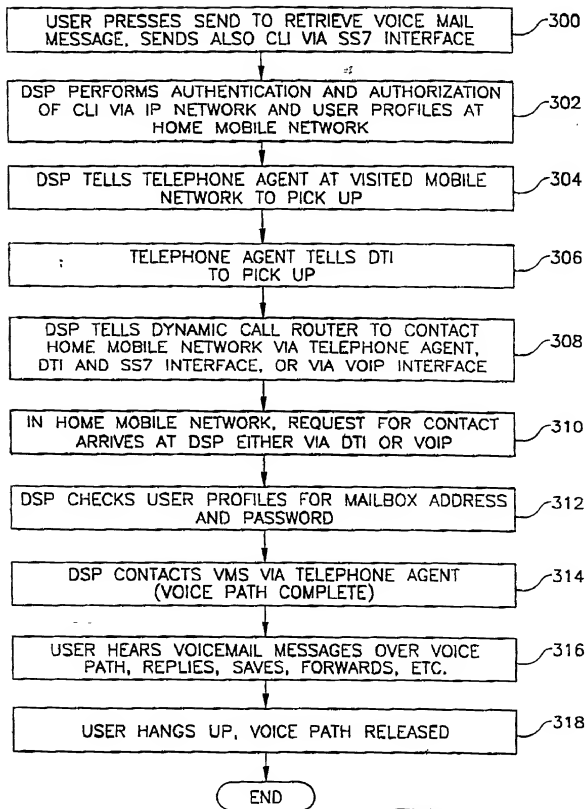 USER PRESSES SEND TO RETRIEVE VOICE MAIL
MESSAGE, SENDS ALSO CLI VIA SS7 INTERFACE
300
DSP PERFORMS AUTHENTICATION AND AUTHORIZATION
OF CLI VIA IP NETWORK AND USER PROFILES AT
HOME MOBILE NETWORK
302
DSP TELLS TELEPHONE AGENT AT VISITED MOBILE
NETWORK TO PICK UP
304
TELEPHONE AGENT TELLS DTI
TO PICK UP
306
DSP TELLS DYNAMIC CALL ROUTER TO CONTACT
HOME MOBILE NETWORK VIA TELEPHONE AGENT,
DTI AND SS7 INTERFACE, OR VIA VOIP INTERFACE
308
IN HOME MOBILE NETWORK, REQUEST FOR CONTACT
ARRIVES AT DSP EITHER VIA DTI OR VOIP
310
DSP CHECKS USER PROFILES FOR MAILBOX ADDRESS
AND PASSWORD
312
DSP CONTACTS VMS VIA TELEPHONE AGENT
(VOICE PATH COMPLETE)
314
USER HEARS VOICEMAIL MESSAGES OVER VOICE
PATH, REPLIES, SAVES, FORWARDS, ETC.
316
USER HANGS UP, VOICE PATH RELEASED
318
END